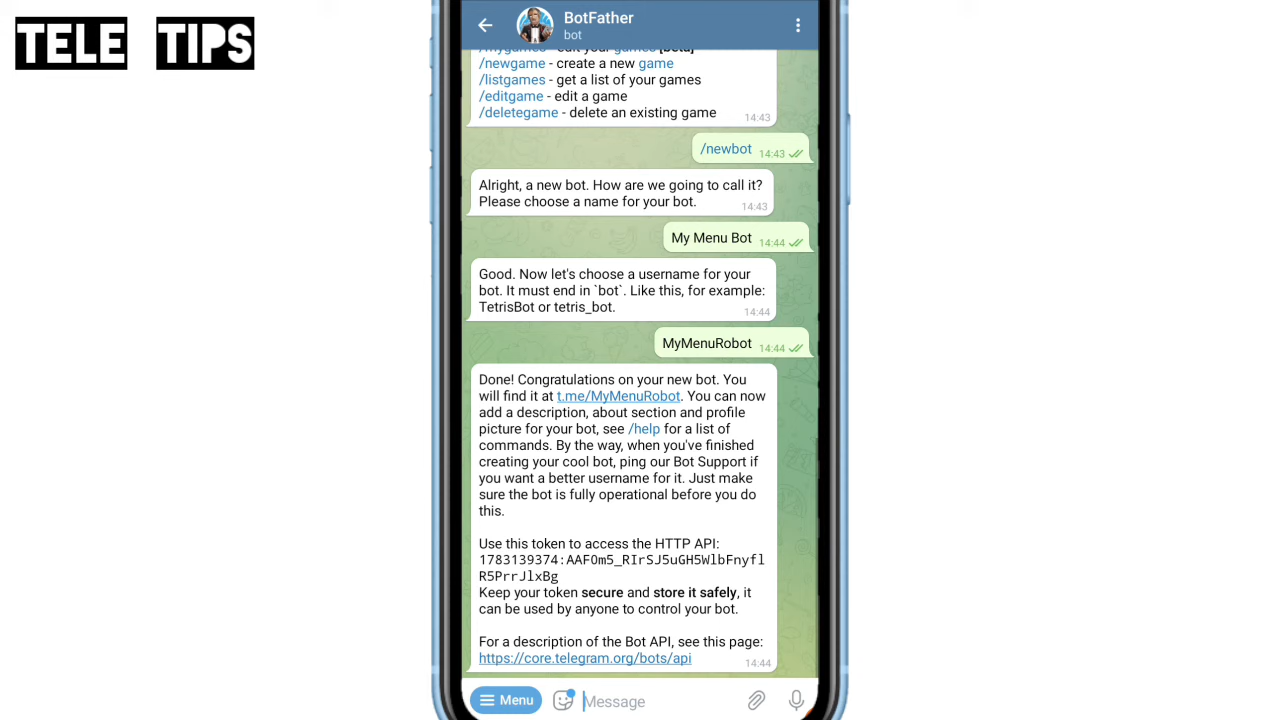 TELE TIPS
BotFather
bot
/mygames - edit your games [beta]
/newgame - create a new game
/listgames - get a list of your games
/editgame - edit a game
/deletegame - delete an existing game
14:43
/newbot 14:43
Alright, a new bot. How are we going to call it?
Please choose a name for your bot.
14:43
My Menu Bot 14:44
Good. Now let's choose a username for your
bot. It must end in `bot`. Like this, for example:
TetrisBot or tetris_bot.
14:44
MyMenuRobot 14:44
Done! Congratulations on your new bot. You
will find it at t.me/MyMenuRobot. You can now
add a description, about section and profile
picture for your bot, see /help for a list of
commands. By the way, when you've finished
creating your cool bot, ping our Bot Support if
you want a better username for it. Just make
sure the bot is fully operational before you do
this.
Use this token to access the HTTP API:
1783139374:AAFOm5_RIrSJ5uGH5WlbFnyfl
R5PrrJlxBg
Keep your token secure and store it safely, it
can be used by anyone to control your bot.
For a description of the Bot API, see this page:
https://core.telegram.org/bots/api
14:44
Menu
Message